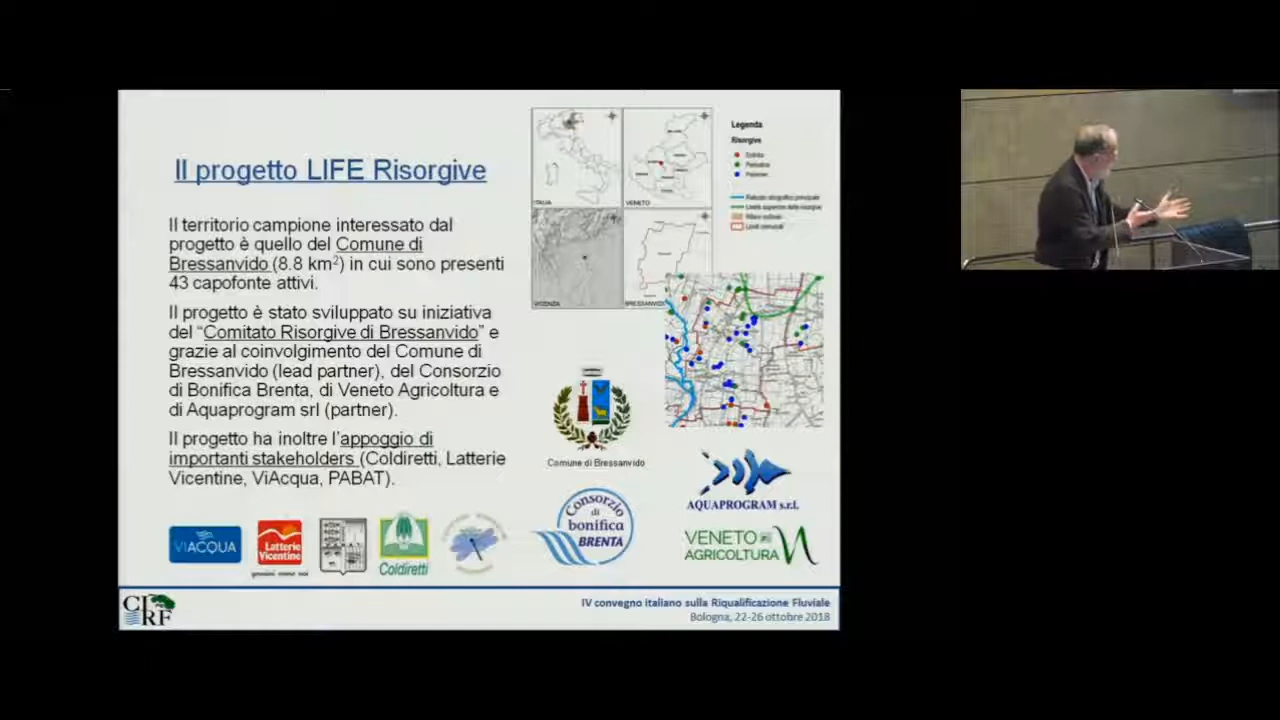 Il progetto LIFE Risorgive
Il territorio campione interessato dal
progetto è quello del Comune di
Bressanvido (8.8 km²) in cui sono presenti
43 capofonte attivi.
Il progetto è stato sviluppato su iniziativa
del “Comitato Risorgive di Bressanvido” e
grazie al coinvolgimento del Comune di
Bressanvido (lead partner), del Consorzio
di Bonifica Brenta, di Veneto Agricoltura e
di Aquaprogram srl (partner).
Il progetto ha inoltre l’appoggio di
importanti stakeholders (Coldiretti, Latterie
Vicentine, ViAcqua, PABAT).
ITALIA
VENETO
VICENZA
BRESSANVIDO
Legenda
Risorgive
Comune di Bressanvido
AQUAPROGRAM s.r.l.
Consorzio
di
bonifica
BRENTA
VENETO
AGRICOLTURA
VIACQUA
Latterie
Vicentine
Coldiretti
CIRF
IV convegno italiano sulla Riqualificazione Fluviale
Bologna, 22-26 ottobre 2018